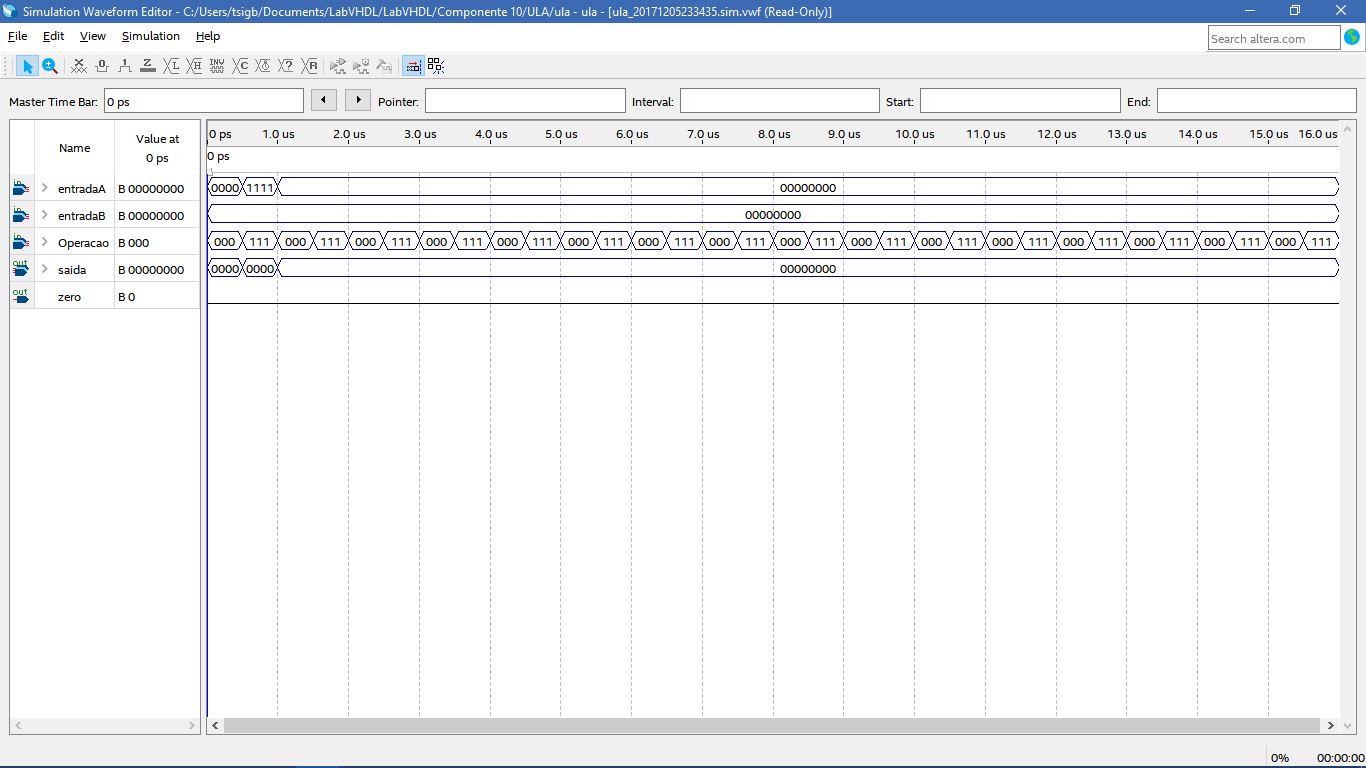 Simulation Waveform Editor - C:/Users/tsigb/Documents/LabVHDL/LabVHDL/Componente 10/ULA/ula - ula - [ula_20171205233435.sim.vwf (Read-Only)]
File Edit View Simulation Help
Search altera.com
Master Time Bar: 0 ps Pointer: Interval: Start: End:
Name Value at 0 ps 0 ps 1.0 us 2.0 us 3.0 us 4.0 us 5.0 us 6.0 us 7.0 us 8.0 us 9.0 us 10.0 us 11.0 us 12.0 us 13.0 us 14.0 us 15.0 us 16.0 us
0 ps
in entradaA B 00000000 0000 1111 00000000
in entradaB B 00000000 00000000
in Operacao B 000 000 111 000 111 000 111 000 111 000 111 000 111 000 111 000 111 000 111 000 111 000 111 000 111 000 111 000 111 000 111 000 111
out saida B 00000000 0000 0000 00000000
out zero B 0
0% 00:00:00